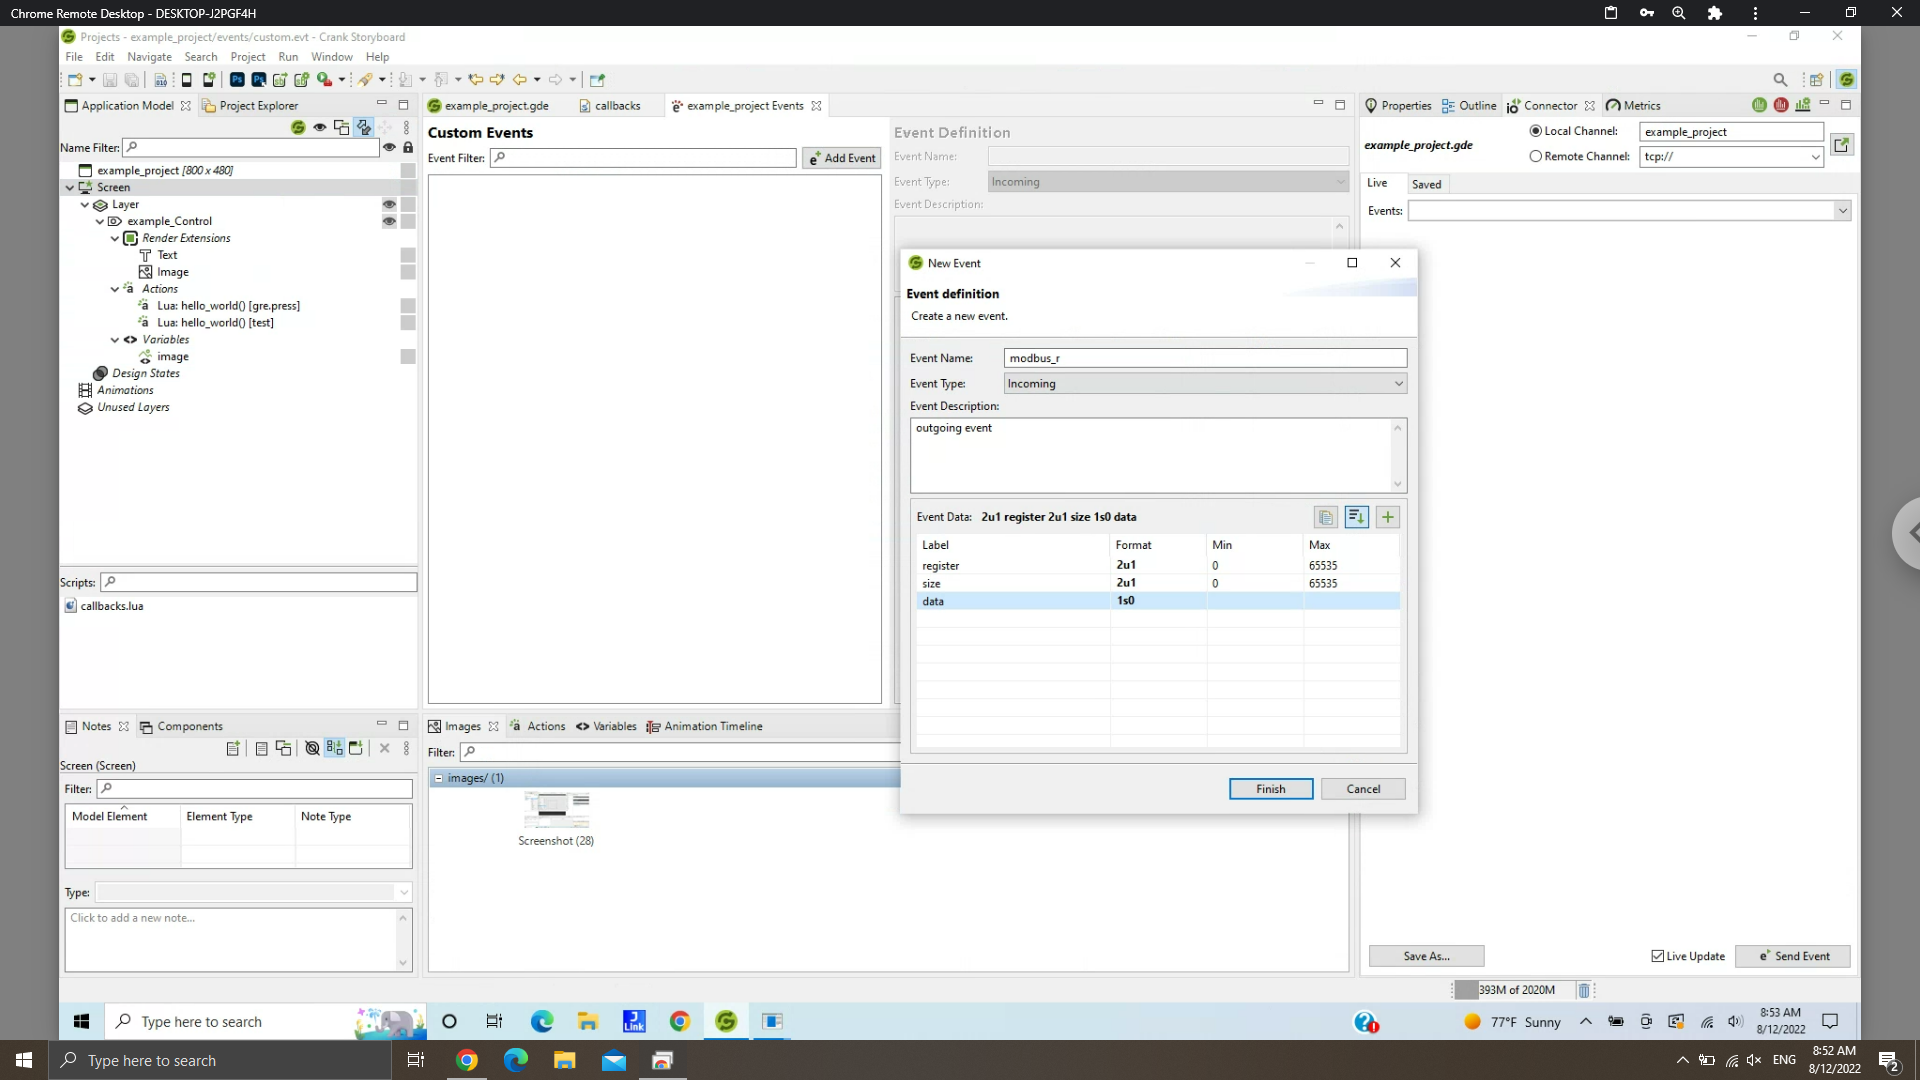 Chrome Remote Desktop - DESKTOP-J2PGF4H
Projects - example_project/events/custom.evt - Crank Storyboard
File Edit Navigate Search Project Run Window Help
Application Model
Project Explorer
Name Filter:
example_project [800 x 480]
Screen
Layer
example_Control
Render Extensions
Text
Image
Actions
Lua: hello_world() [gre.press]
Lua: hello_world() [test]
Variables
image
Design States
Animations
Unused Layers
Scripts:
callbacks.lua
Notes
Components
Screen (Screen)
Filter:
Model Element Element Type Note Type
Type:
Click to add a new note...
example_project.gde
callbacks
example_project Events
Custom Events
Event Filter:
Add Event
Event Definition
Event Name:
Event Type: Incoming
Event Description:
New Event
Event definition
Create a new event.
Event Name: modbus_r
Event Type: Incoming
Event Description:
outgoing event
Event Data: 2u1 register 2u1 size 1s0 data
Label Format Min Max
register 2u1 0 65535
size 2u1 0 65535
data 1s0
Finish
Cancel
Images
Actions
Variables
Animation Timeline
Filter:
images/ (1)
Screenshot (28)
Properties
Outline
Connector
Metrics
example_project.gde
Local Channel: example_project
Remote Channel: tcp://
Live
Saved
Events:
Save As...
Live Update
Send Event
393M of 2020M
Type here to search
J
Link
77°F Sunny
8:53 AM
8/12/2022
Type here to search
ENG
8:52 AM
8/12/2022
2